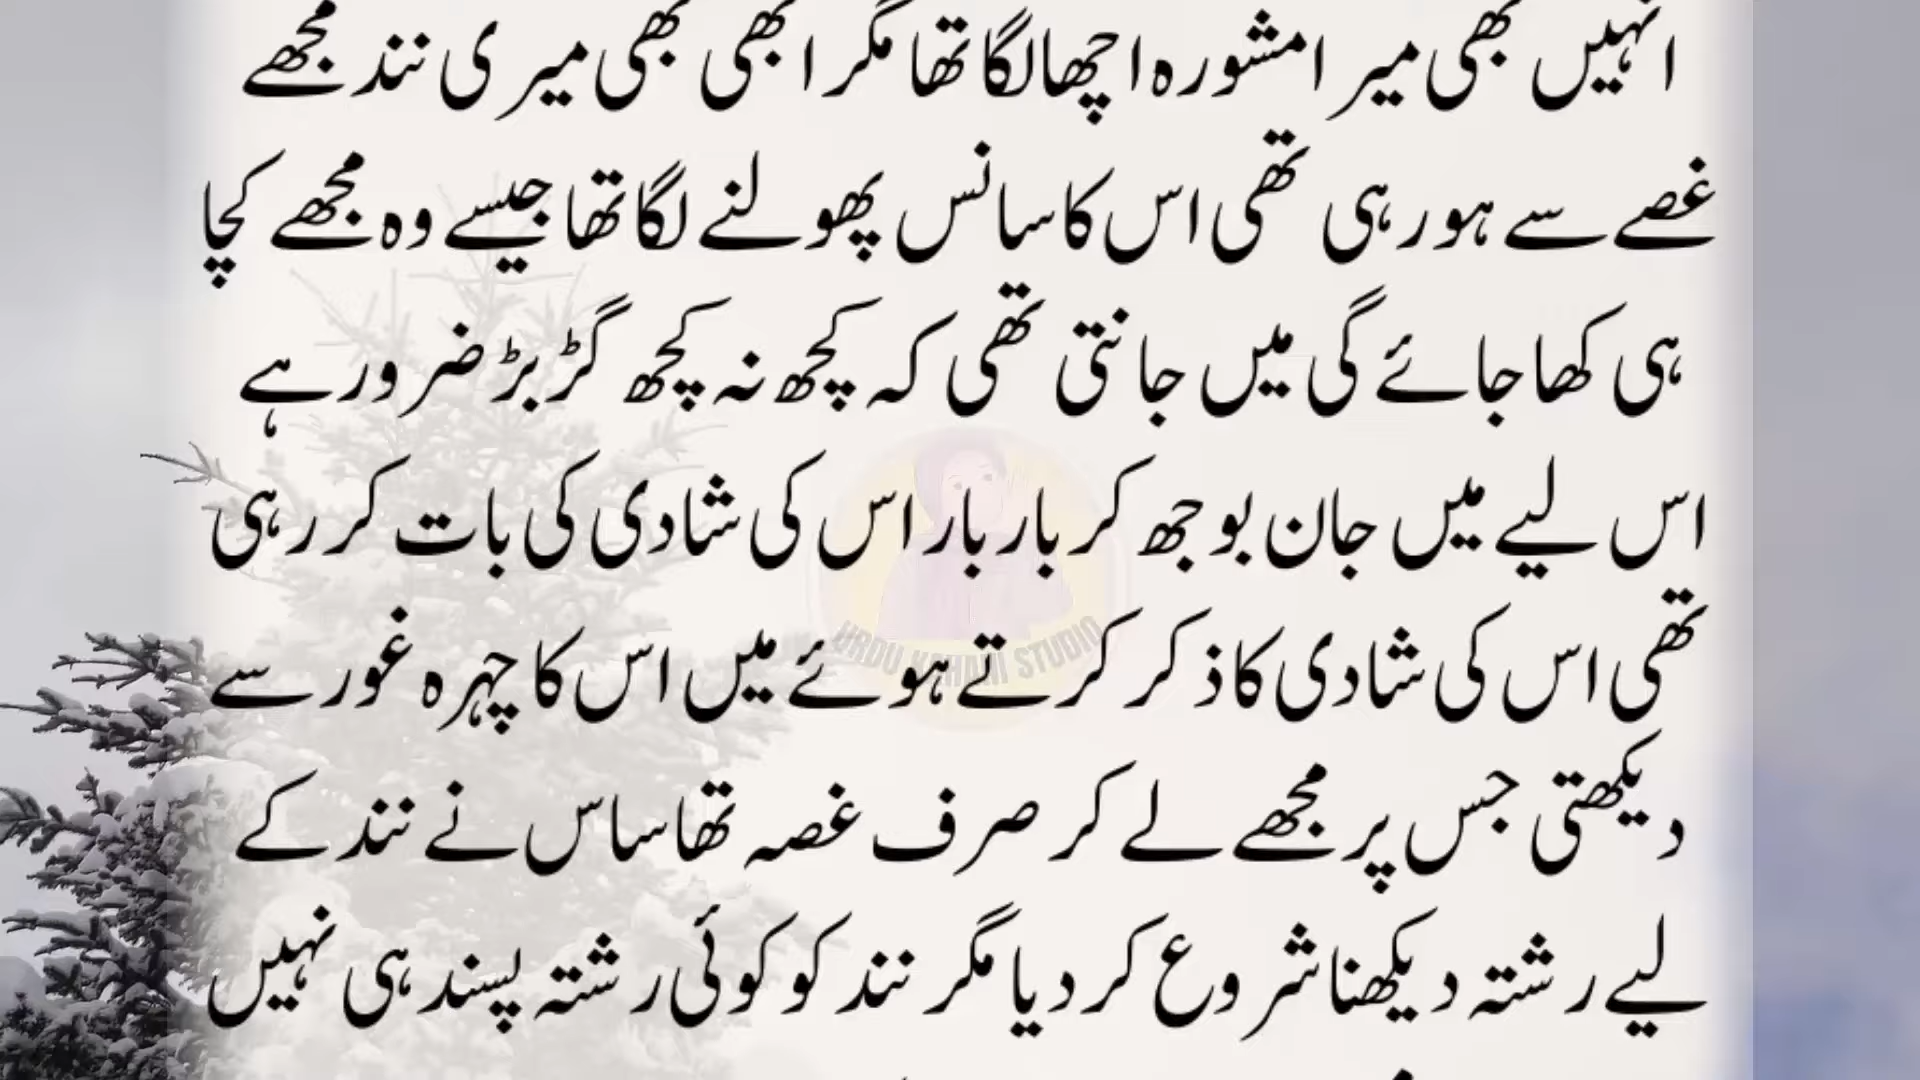 انہیں بھی میرا مشورہ اچھا لگا تھا مگر ابھی بھی میری نند مجھے
غصے سے ہو رہی تھی اس کا سانس پھولنے لگا تھا جیسے وہ مجھے کچا
ہی کھا جائے گی میں جانتی تھی کہ کچھ نہ کچھ گڑبڑ ضرور ہے
اس لیے میں جان بوجھ کر بار بار اس کی شادی کی بات کر رہی
تھی اس کی شادی کا ذکر کرتے ہوئے میں اس کا چہرہ غور سے
دیکھتی جس پر مجھے لے کر صرف غصہ تھا ساس نے نند کے
لیے رشتہ دیکھنا شروع کر دیا مگر نند کو کوئی رشتہ پسند ہی نہیں
URDU KAHANI STUDIO